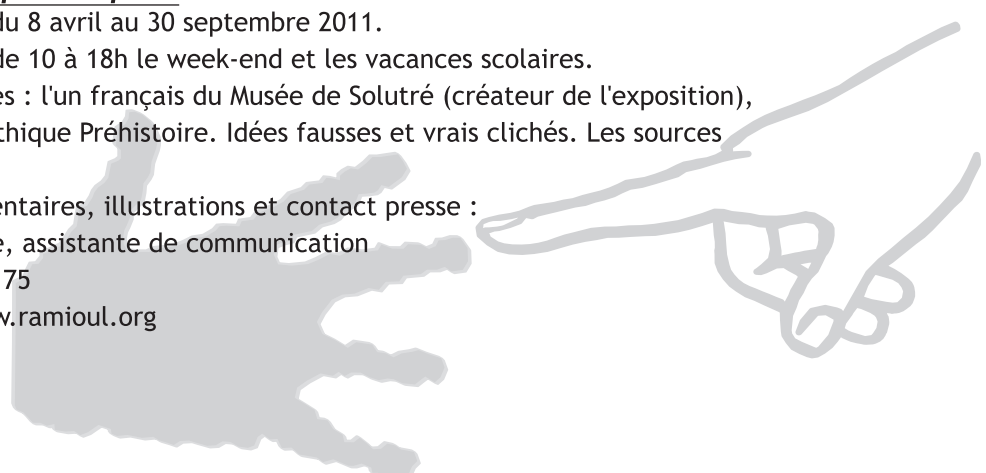 du 8 avril au 30 septembre 2011.
de 10 à 18h le week-end et les vacances scolaires.
es : l'un français du Musée de Solutré (créateur de l'exposition),
thique Préhistoire. Idées fausses et vrais clichés. Les sources
entaires, illustrations et contact presse :
e, assistante de communication
75
w.ramioul.org